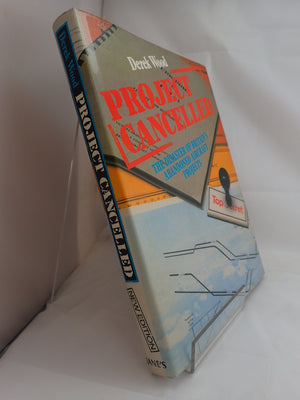 Derek Wood
PROJECT
CANCELLED
THE DISASTER OF BRITAIN'S
ABANDONED AIRCRAFT
PROJECTS
Top Secret
Derek Wood
PROJECT CANCELLED
NEW EDITION
JANE'S